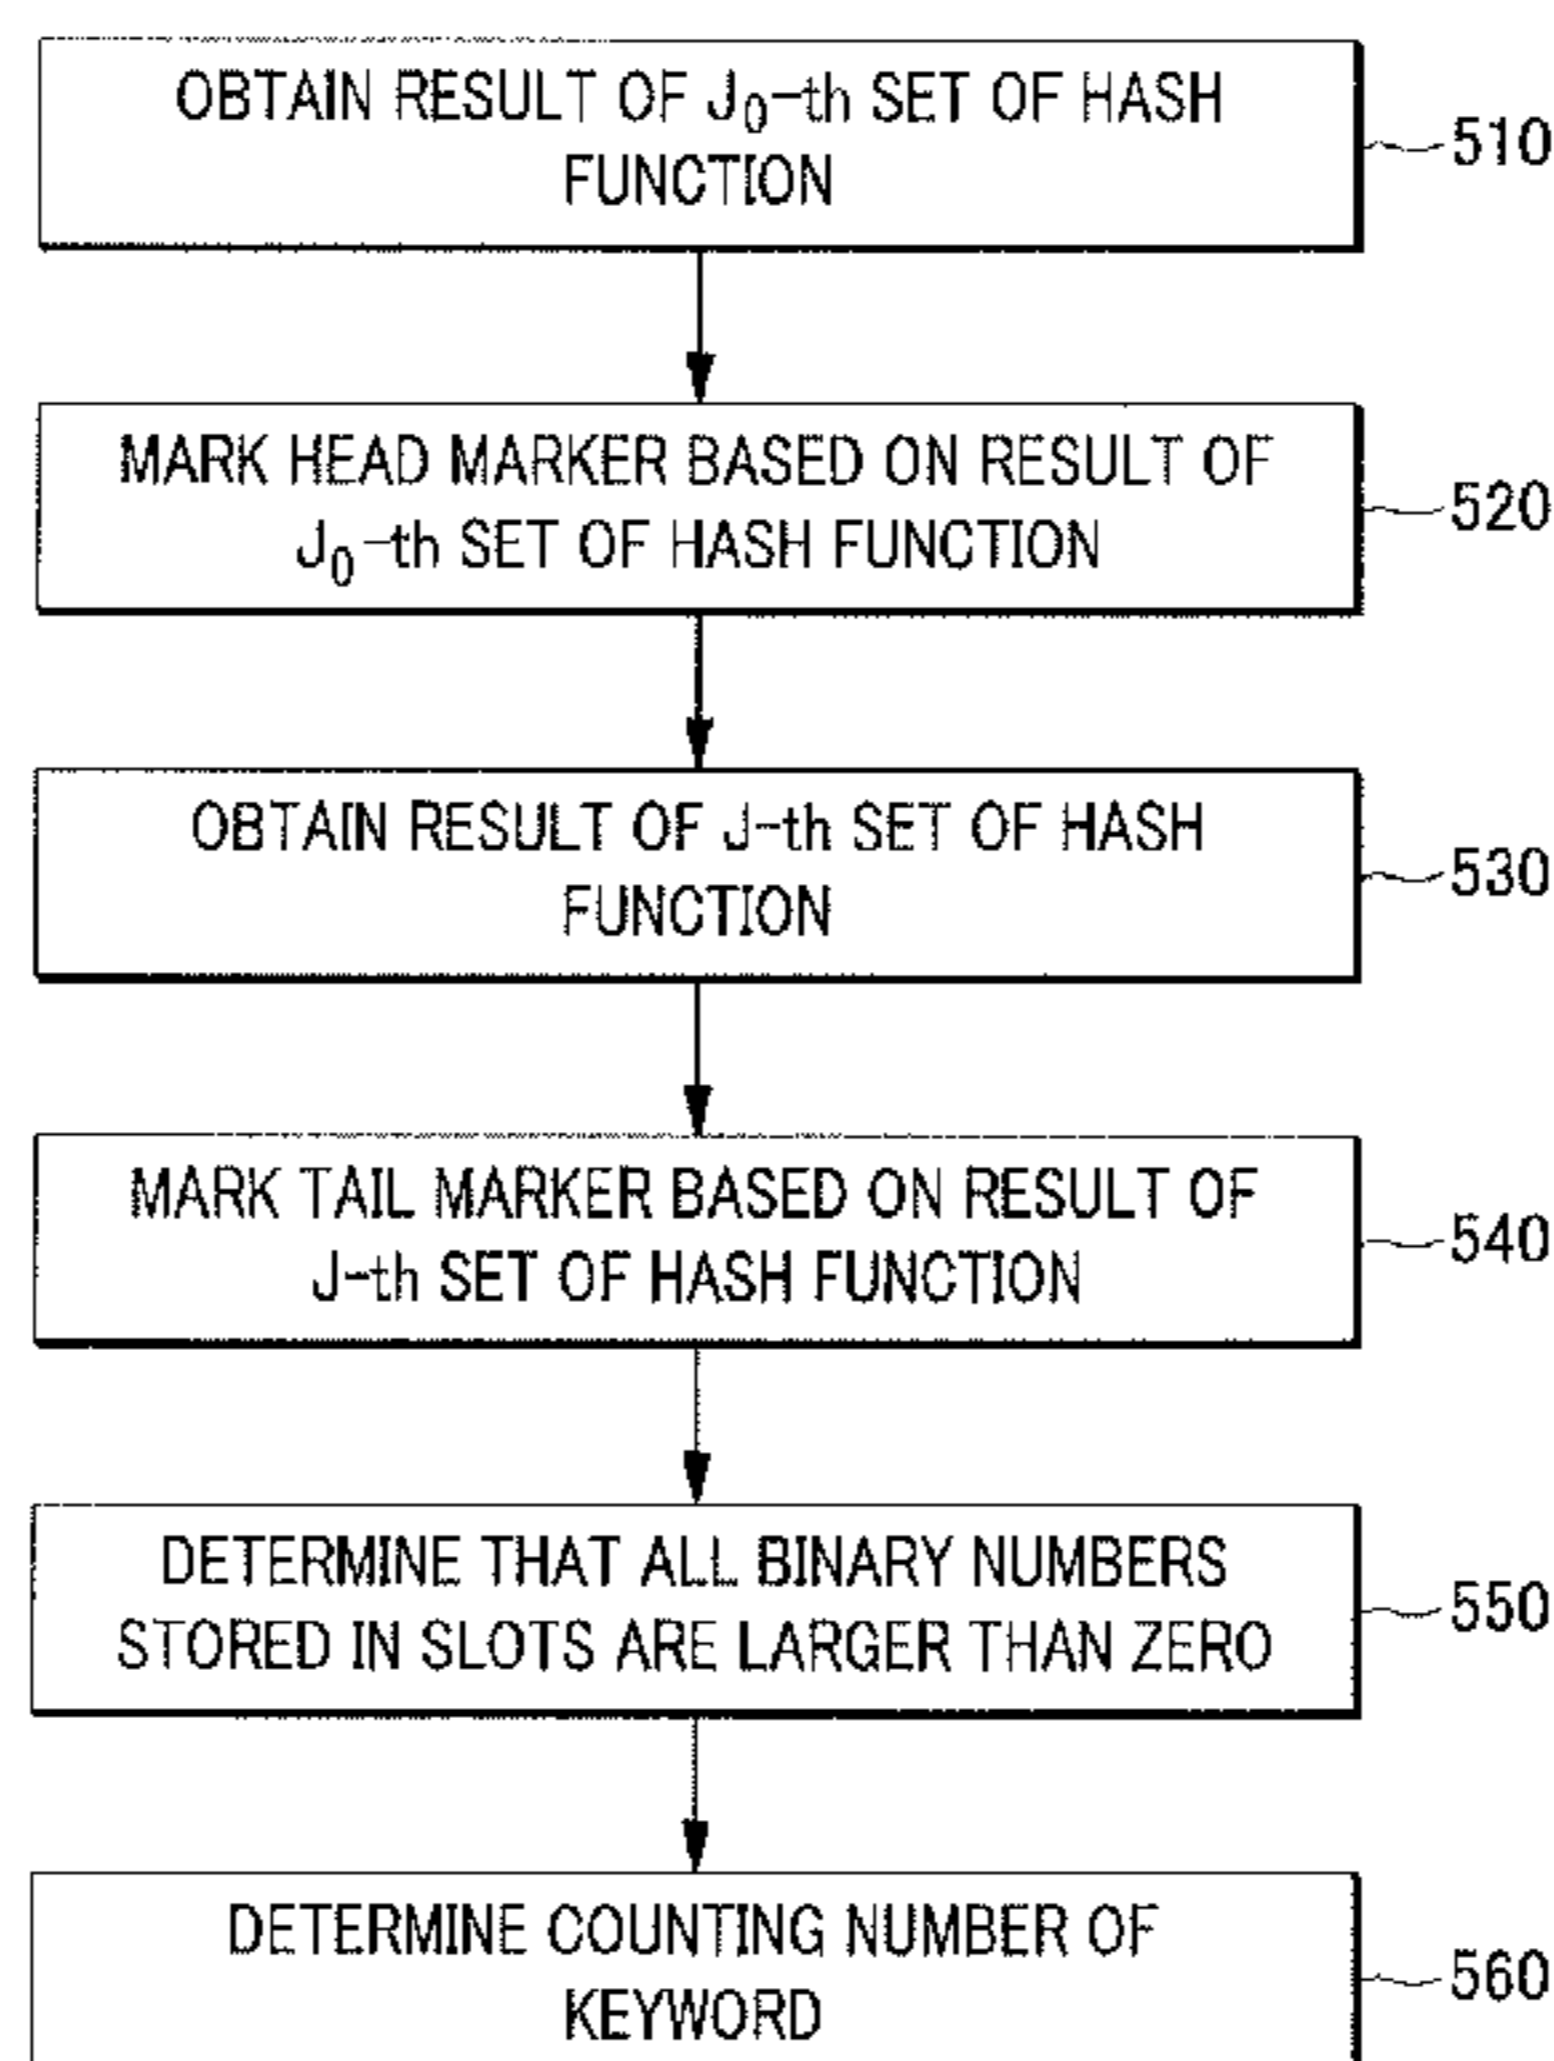 OBTAIN RESULT OF J₀-th SET OF HASH
FUNCTION
510
MARK HEAD MARKER BASED ON RESULT OF
J₀-th SET OF HASH FUNCTION
520
OBTAIN RESULT OF J-th SET OF HASH
FUNCTION
530
MARK TAIL MARKER BASED ON RESULT OF
J-th SET OF HASH FUNCTION
540
DETERMINE THAT ALL BINARY NUMBERS
STORED IN SLOTS ARE LARGER THAN ZERO
550
DETERMINE COUNTING NUMBER OF
KEYWORD
560